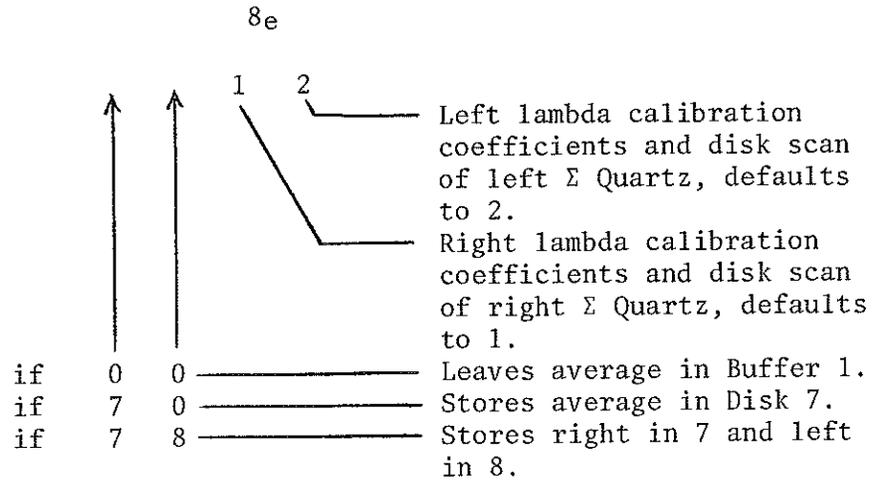 8e
1 2
Left lambda calibration
coefficients and disk scan
of left Σ Quartz, defaults
to 2.
Right lambda calibration
coefficients and disk scan
of right Σ Quartz, defaults
to 1.
if 0 0 Leaves average in Buffer 1.
if 7 0 Stores average in Disk 7.
if 7 8 Stores right in 7 and left
in 8.